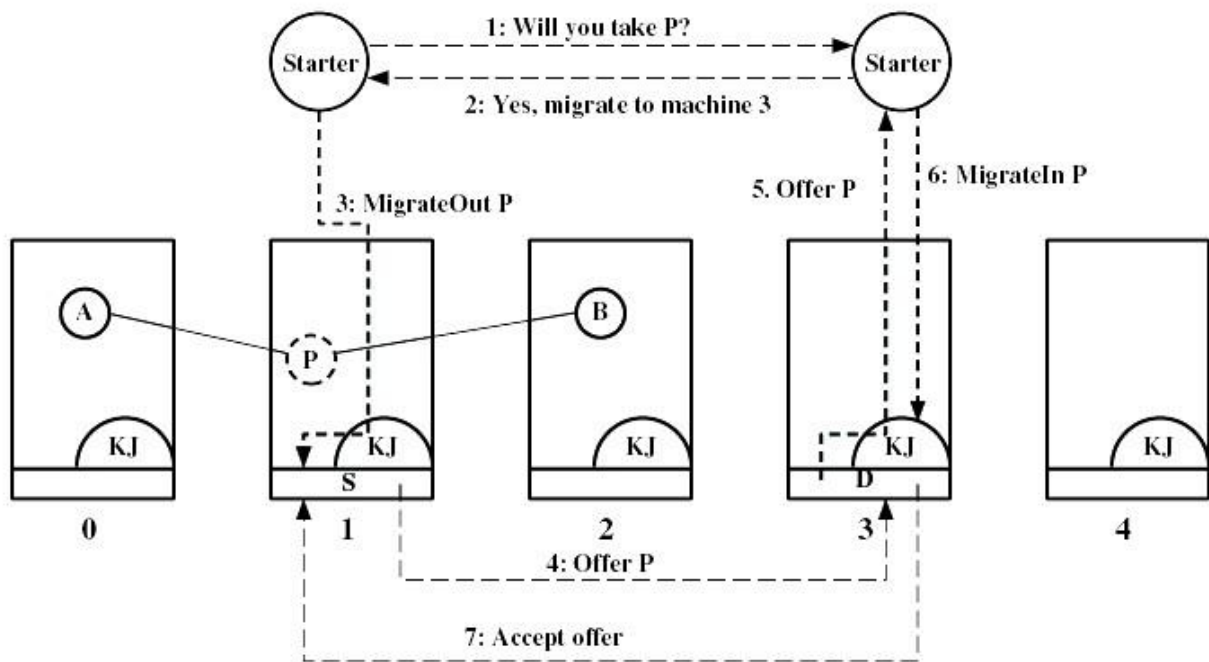 1: Will you take P?
Starter
Starter
2: Yes, migrate to machine 3
3: MigrateOut P
5. Offer P
6: MigrateIn P
A
P
B
KJ
KJ
KJ
KJ
KJ
S
D
0
1
2
3
4
4: Offer P
7: Accept offer